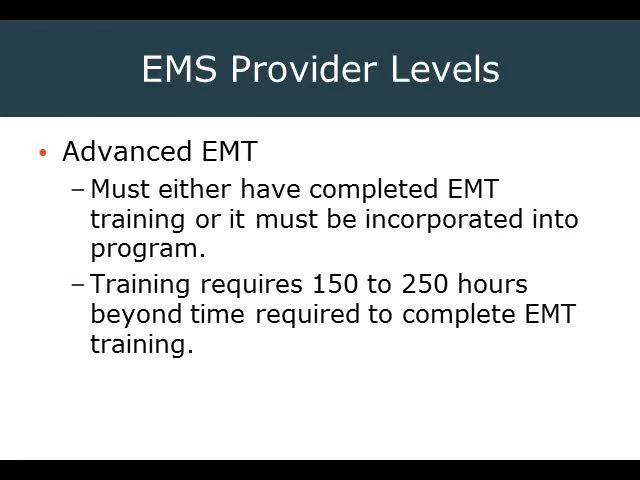 EMS Provider Levels
• Advanced EMT
– Must either have completed EMT
training or it must be incorporated into
program.
– Training requires 150 to 250 hours
beyond time required to complete EMT
training.